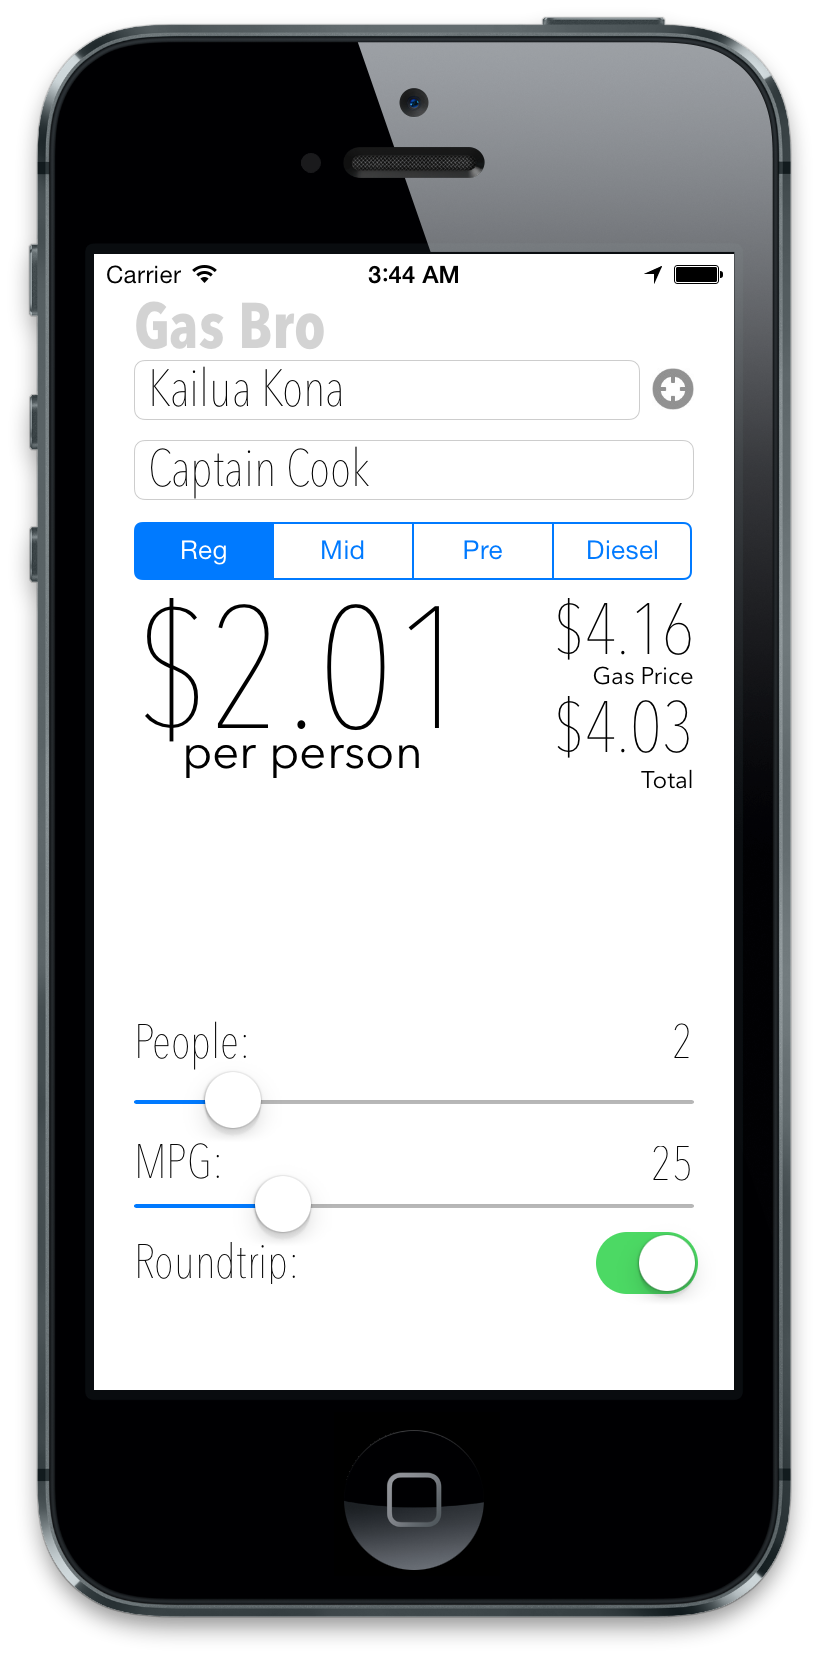 Carrier 3:44 AM
Gas Bro
Kailua Kona
Captain Cook
Reg Mid Pre Diesel
$2.01
per person
$4.16
Gas Price
$4.03
Total
People: 2
MPG: 25
Roundtrip: